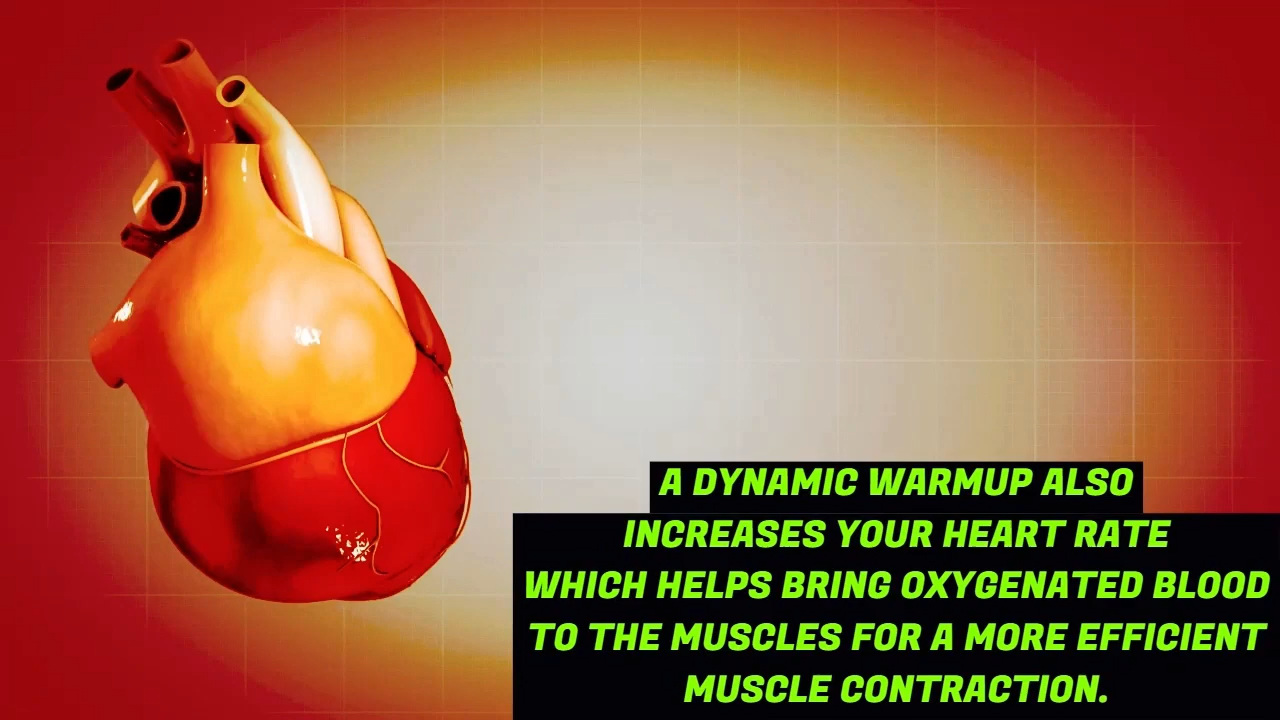 A DYNAMIC WARMUP ALSO
INCREASES YOUR HEART RATE
WHICH HELPS BRING OXYGENATED BLOOD
TO THE MUSCLES FOR A MORE EFFICIENT
MUSCLE CONTRACTION.